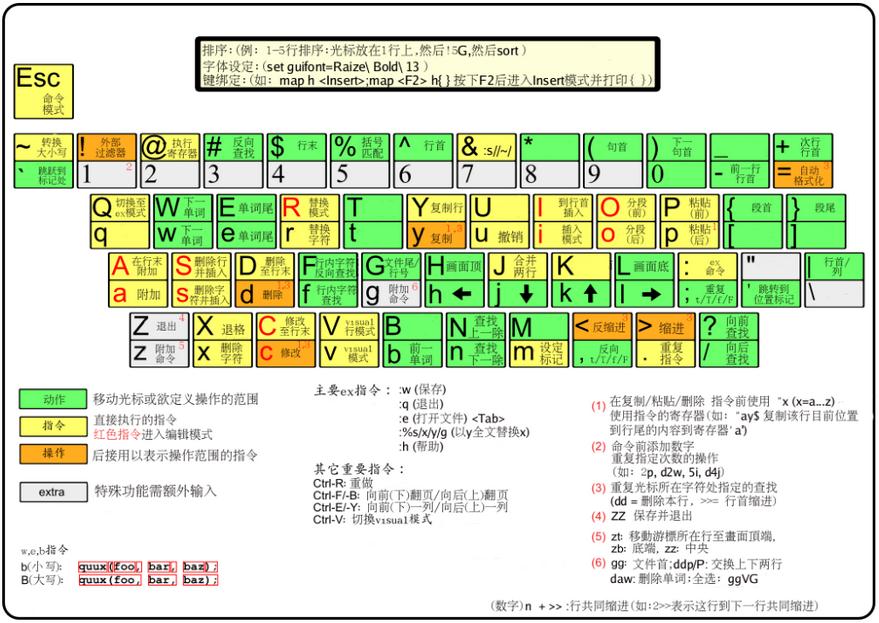 排序:(例: 1-5行排序:光标放在1行上,然后!5G,然后sort )
字体设定:(set guifont=Raize\ Bold\ 13 )
键绑定:(如: map h <Insert>;map <F2> h{ } 按下F2后进入Insert模式并打印{ })
Esc 命令模式
~ 转换大小写 ! 外部过滤器 @ 执行寄存器 # 反向查找 $ 行末 % 括号匹配 ^ 行首 & :s//~/ * ( 句首 ) 下一句首 _ + 次行行首
` 跳跃到标记处 1 2 2 3 4 5 6 7 8 9 0 - 前一行行首 = 自动格式化 3
Q 切换至ex模式 W 下一单词 E 单词尾 R 替换模式 T Y 复制行 U I 到行首插入 O 分段(前) P 粘贴(前) { 段首 } 段尾
q w 下一单词 e 单词尾 r 替换字符 t y 复制 1,3 u 撤销 i 插入模式 o 分段(后) p 粘贴(后) 1 [ ]
A 在行末附加 S 删除行并插入 D 删除至行末 F 行内字符反向查找 G 文件尾/行号 H 画面顶 J 合并两行 K L 画面底 : ex命令 " | 行首/列
a 附加 s 删除字符并插入 d 删除 1,3 f 行内字符查找 g 附加命令 6 h ← j ↓ k ↑ l → ; 重复t/T/f/F ' 跳转到位置标记 \
Z 退出 4 X 退格 C 修改至行末 V visual行模式 B N 查找上一处 M < 反缩进 3 > 缩进 3 ? 向前查找
z 附加命令 5 x 删除字符 c 修改 1,3 v visual模式 b 前一单词 n 查找下一处 m 设定标记 , 反向t/T/f/F . 重复指令 / 向后查找
动作 移动光标或欲定义操作的范围
指令 直接执行的指令
红色指令进入编辑模式
操作 后接用以表示操作范围的指令
extra 特殊功能需额外输入
w,e,b指令
b(小写): quux(foo, bar, baz);
B(大写): quux(foo, bar, baz);
主要ex指令: :w (保存)
:q (退出)
:e (打开文件) <Tab>
:%s/x/y/g (以y全文替换x)
:h (帮助)
其它重要指令:
Ctrl-R: 重做
Ctrl-F/-B: 向前(下)翻页/向后(上)翻页
Ctrl-E/-Y: 向前(下)一列/向后(上)一列
Ctrl-V: 切换visual模式
(1) 在复制/粘贴/删除 指令前使用 "x (x=a...z)
使用指令的寄存器(如: "ay$ 复制该行目前位置
到行尾的内容到寄存器'a')
(2) 命令前添加数字
重复指定次数的操作
(如: 2p, d2w, 5i, d4j)
(3) 重复光标所在字符处指定的查找
(dd = 删除本行, >>= 行首缩进)
(4) ZZ 保存并退出
(5) zt: 移動游標所在行至畫面頂端,
zb: 底端, zz: 中央
(6) gg: 文件首;ddp/P: 交换上下两行
daw: 删除单词:全选: ggVG
(数字)n + >> :行共同缩进(如:2>>表示这行到下一行共同缩进)